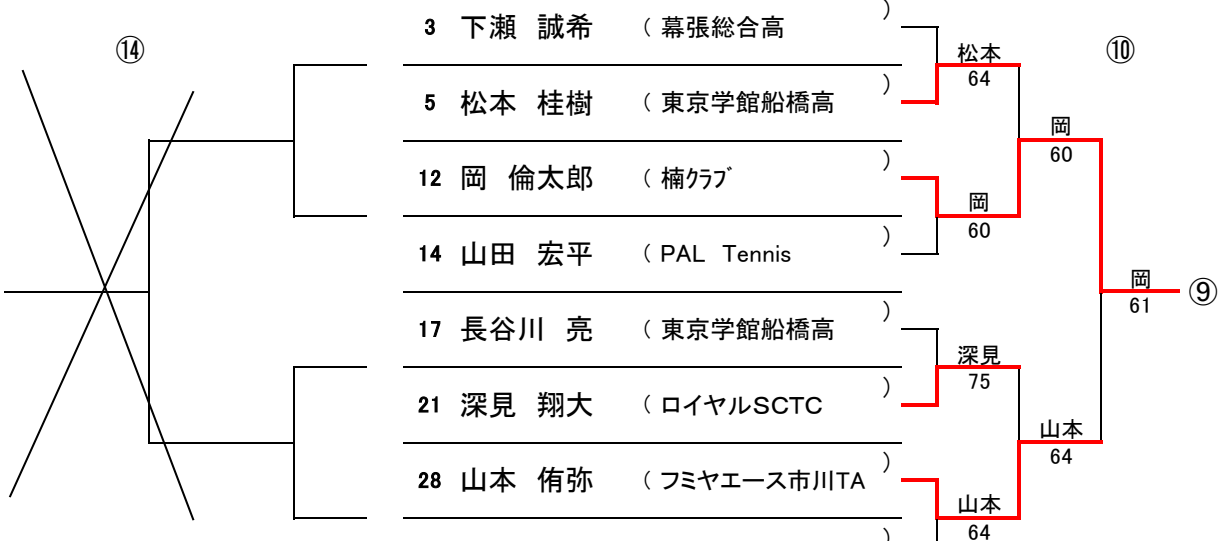 ⑭
⑩
3 下瀬 誠希 （ 幕張総合高 ）
松本
64
5 松本 桂樹 （ 東京学館船橋高 ）
岡
60
12 岡 倫太郎 （ 楠ｸﾗﾌﾞ ）
岡
60
14 山田 宏平 （ PAL Tennis ）
岡
61
⑨
17 長谷川 亮 （ 東京学館船橋高 ）
深見
75
21 深見 翔大 （ ロイヤルSCTC ）
山本
64
28 山本 侑弥 （ フミヤエース市川TA ）
山本
64
）